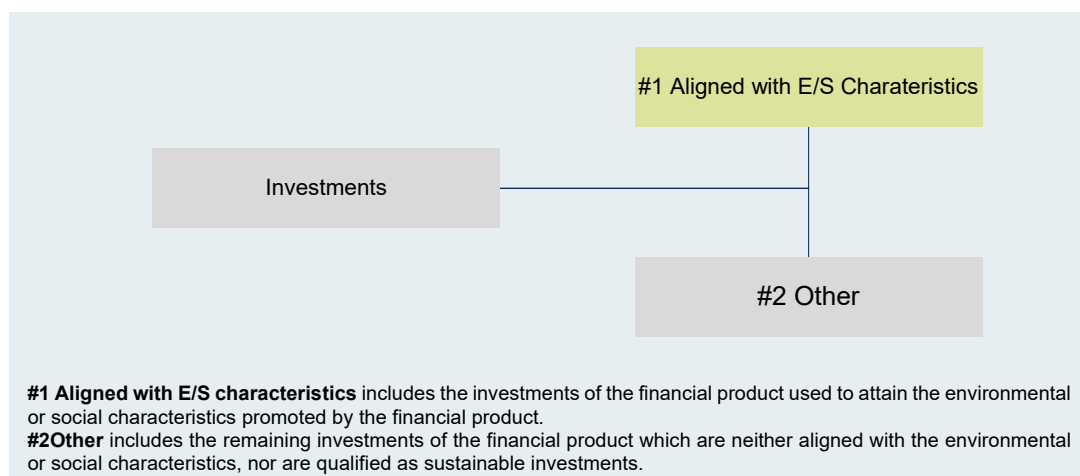 #1 Aligned with E/S Charateristics
Investments
#2 Other
#1 Aligned with E/S characteristics includes the investments of the financial product used to attain the environmental
or social characteristics promoted by the financial product.
#2Other includes the remaining investments of the financial product which are neither aligned with the environmental
or social characteristics, nor are qualified as sustainable investments.